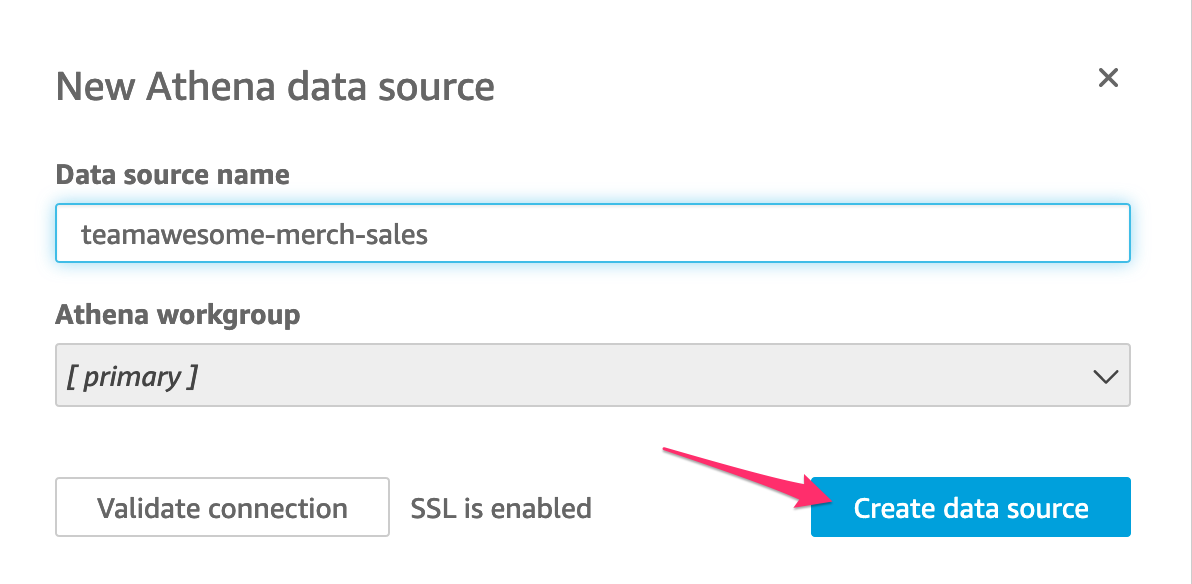 New Athena data source
Data source name
teamawesome-merch-sales
Athena workgroup
[ primary ]
Validate connection SSL is enabled Create data source